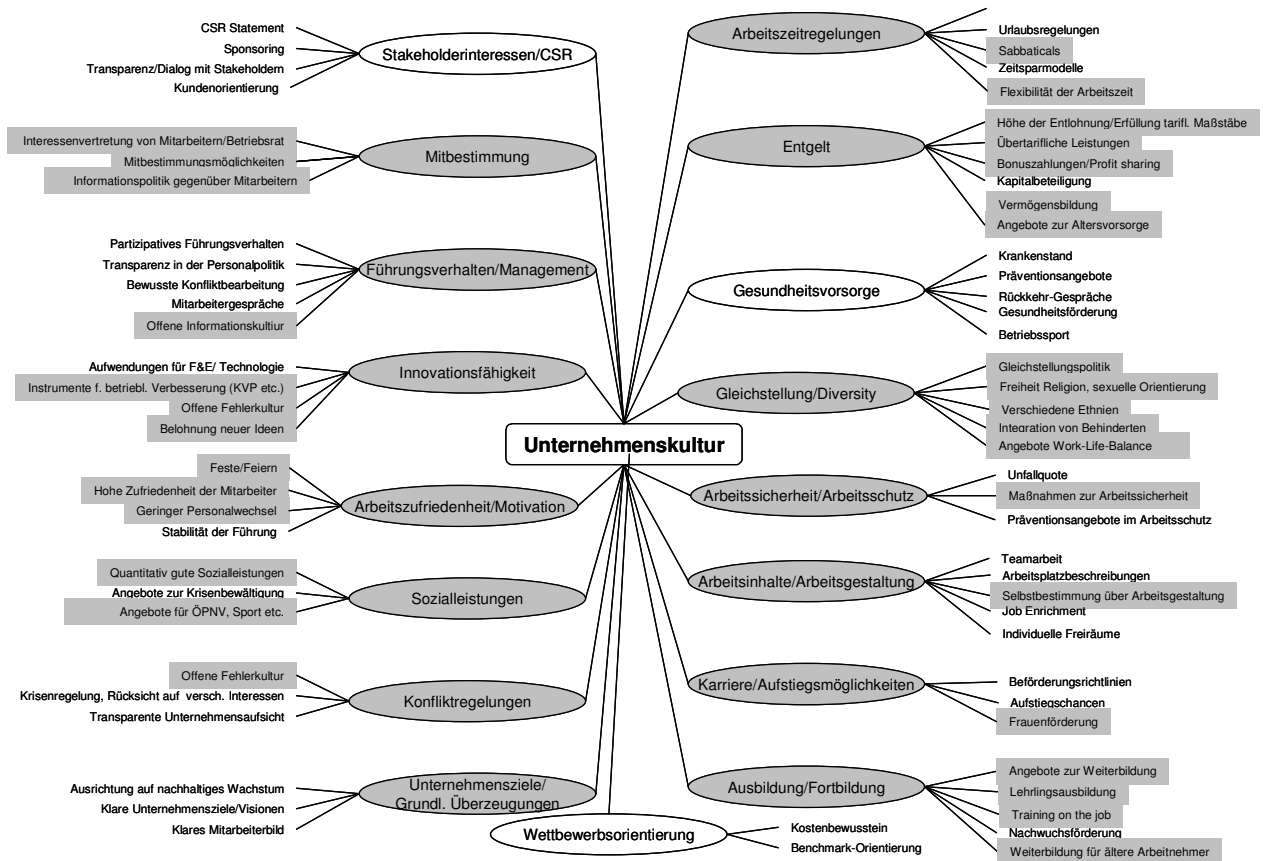 CSR Statement
Sponsoring
Transparenz/Dialog mit Stakeholdern
Kundenorientierung
Stakeholderinteressen/CSR
Interessenvertretung von Mitarbeitern/Betriebsrat
Mitbestimmungsmöglichkeiten
Informationspolitik gegenüber Mitarbeitern
Mitbestimmung
Partizipatives Führungsverhalten
Transparenz in der Personalpolitik
Bewusste Konfliktbearbeitung
Mitarbeitergespräche
Offene Informationskultiur
Führungsverhalten/Management
Aufwendungen für F&E/ Technologie
Instrumente f. betriebl. Verbesserung (KVP etc.)
Offene Fehlerkultur
Belohnung neuer Ideen
Innovationsfähigkeit
Unternehmenskultur
Feste/Feiern
Hohe Zufriedenheit der Mitarbeiter
Geringer Personalwechsel
Stabilität der Führung
Arbeitszufriedenheit/Motivation
Quantitativ gute Sozialleistungen
Angebote zur Krisenbewältigung
Angebote für ÖPNV, Sport etc.
Sozialleistungen
Offene Fehlerkultur
Krisenregelung, Rücksicht auf versch. Interessen
Transparente Unternehmensaufsicht
Konfliktregelungen
Ausrichtung auf nachhaltiges Wachstum
Klare Unternehmensziele/Visionen
Klares Mitarbeiterbild
Unternehmensziele/
Grundl. Überzeugungen
Arbeitszeitregelungen
Urlaubsregelungen
Sabbaticals
Zeitsparmodelle
Flexibilität der Arbeitszeit
Entgelt
Höhe der Entlohnung/Erfüllung tarifl. Maßstäbe
Übertarifliche Leistungen
Bonuszahlungen/Profit sharing
Kapitalbeteiligung
Vermögensbildung
Angebote zur Altersvorsorge
Gesundheitsvorsorge
Krankenstand
Präventionsangebote
Rückkehr-Gespräche
Gesundheitsförderung
Betriebssport
Gleichstellung/Diversity
Gleichstellungspolitik
Freiheit Religion, sexuelle Orientierung
Verschiedene Ethnien
Integration von Behinderten
Angebote Work-Life-Balance
Arbeitssicherheit/Arbeitsschutz
Unfallquote
Maßnahmen zur Arbeitssicherheit
Präventionsangebote im Arbeitsschutz
Arbeitsinhalte/Arbeitsgestaltung
Teamarbeit
Arbeitsplatzbeschreibungen
Selbstbestimmung über Arbeitsgestaltung
Job Enrichment
Individuelle Freiräume
Karriere/Aufstiegsmöglichkeiten
Beförderungsrichtlinien
Aufstiegschancen
Frauenförderung
Ausbildung/Fortbildung
Angebote zur Weiterbildung
Lehrlingsausbildung
Training on the job
Nachwuchsförderung
Weiterbildung für ältere Arbeitnehmer
Wettbewerbsorientierung
Kostenbewusstein
Benchmark-Orientierung